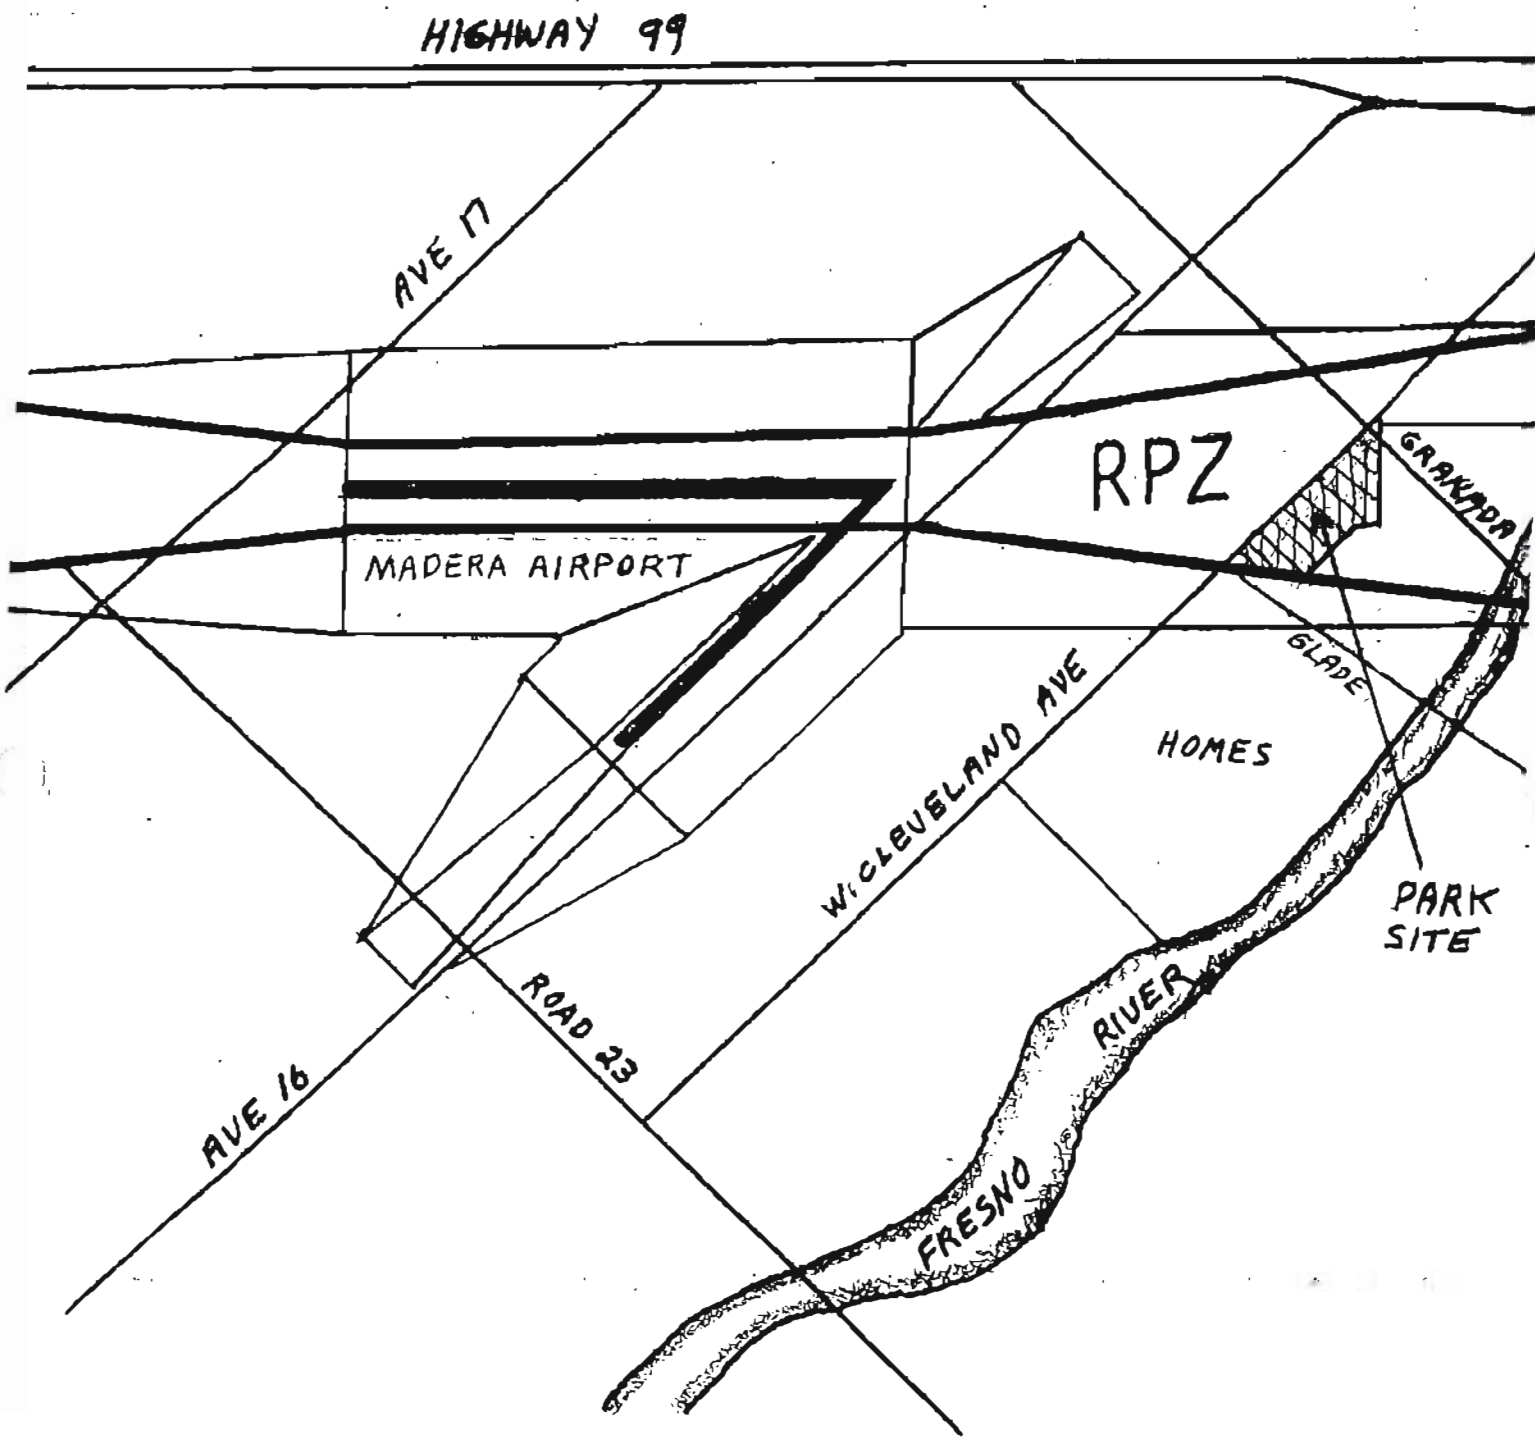 HIGHWAY 99
AVE 17
RPZ
GRANADA
MADERA AIRPORT
GLADE
W. CLEVELAND AVE
HOMES
PARK
SITE
ROAD 23
RIVER
AVE 16
FRESNO